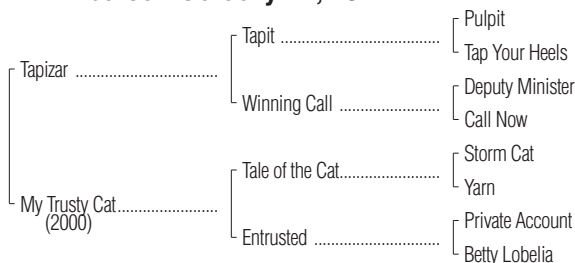 Pulpit
Tapit ........................................
Tap Your Heels
Tapizar ....................................
Deputy Minister
Winning Call .........................
Call Now
Storm Cat
Tale of the Cat.........................
Yarn
My Trusty Cat.........................
(2000)
Private Account
Entrusted ...............................
Betty Lobelia